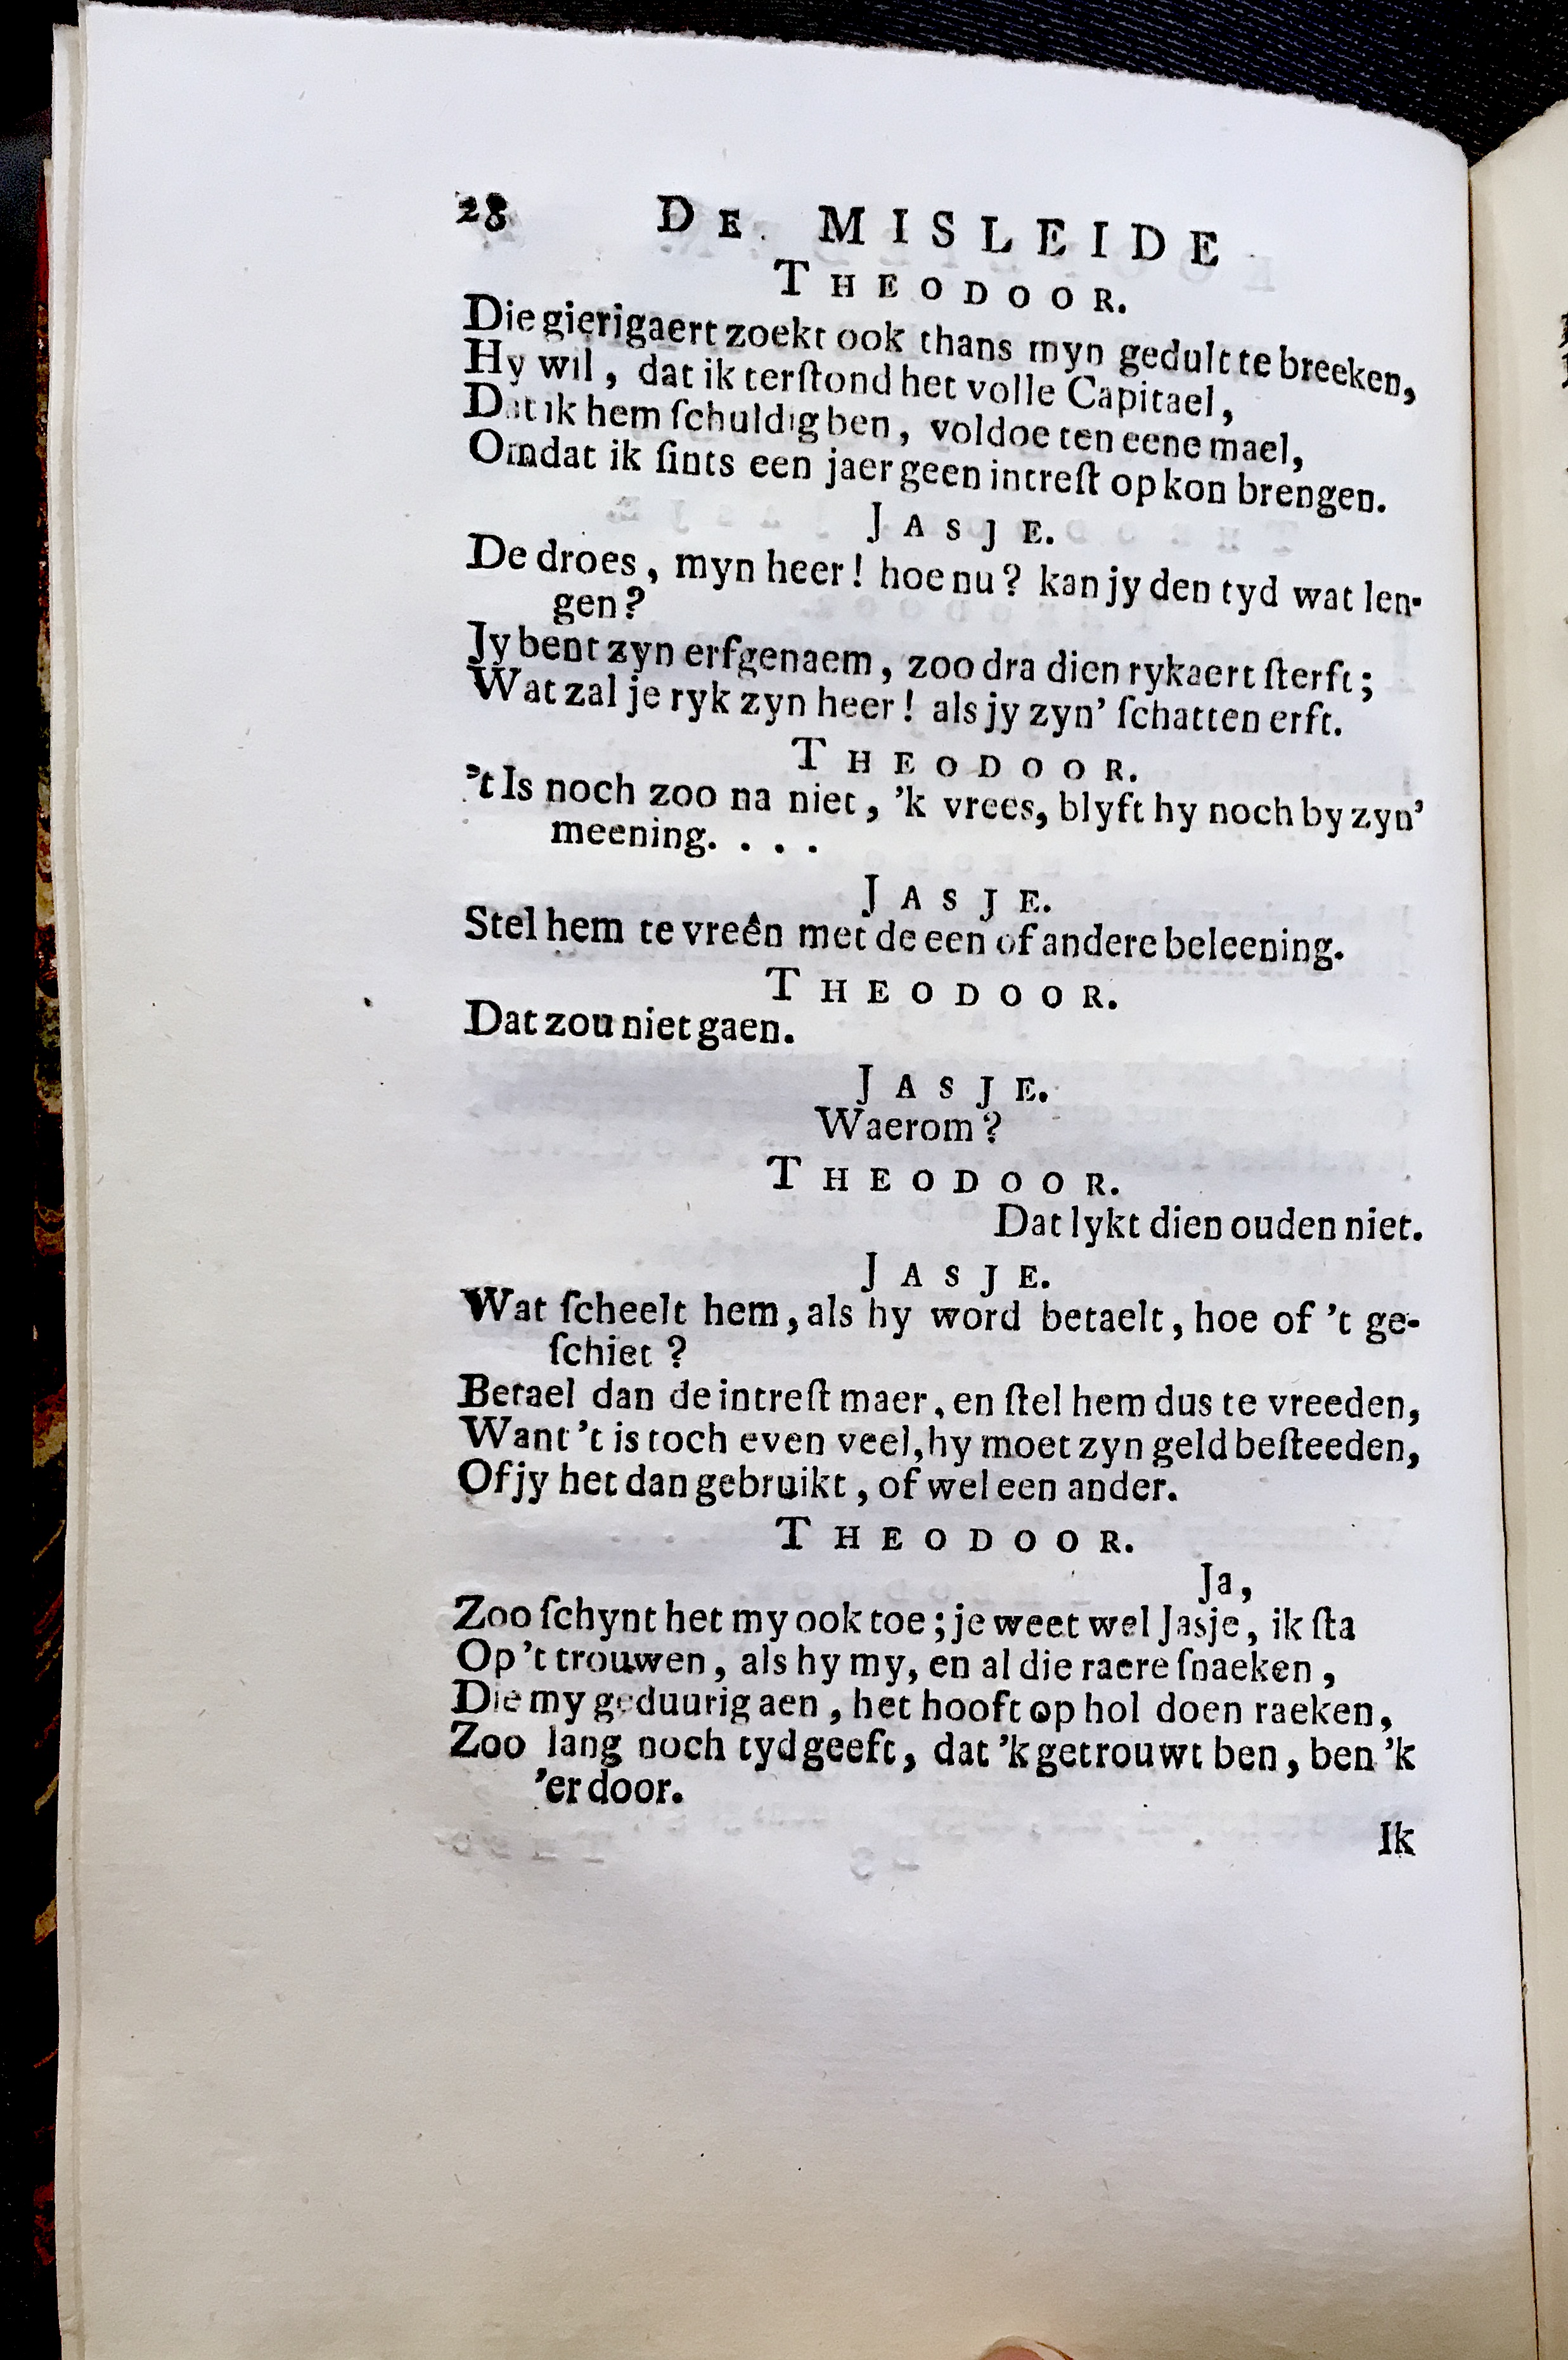 28 DE MISLEIDE
THEODOOR.
Die gierigaert zoekt ook thans myn gedult te breeken,
Hy wil, dat ik terſtond het volle Capitael,
Dat ik hem ſchuldig ben, voldoe ten eene mael,
Omdat ik ſints een jaer geen intreſt op kon brengen.
JASJE.
De droes, myn heer! hoe nu? kan jy den tyd wat len-
gen?
Jy bent zyn erfgenaem, zoo dra dien rykaert ſterft;
Wat zal je ryk zyn heer! als jy zyn' ſchatten erft.
THEODOOR.
't Is noch zoo na niet, 'k vrees, blyft hy noch by zyn'
meening. . . .
JASJE.
Stel hem te vreên met de een of andere beleening.
THEODOOR.
Dat zou niet gaen.
JASJE.
Waerom?
THEODOOR.
Dat lykt dien ouden niet.
JASJE.
Wat ſcheelt hem, als hy word betaelt, hoe of 't ge-
ſchiet?
Betael dan de intreſt maer, en ſtel hem dus te vreeden,
Want 't is toch even veel, hy moet zyn geld beſteeden,
Of jy het dan gebruikt, of wel een ander.
THEODOOR.
Ja,
Zoo ſchynt het my ook toe; je weet wel Jasje, ik ſta
Op 't trouwen, als hy my, en al die raere ſnaeken,
Die my geduurig aen, het hooft op hol doen raeken,
Zoo lang noch tyd geeft, dat 'k getrouwt ben, ben 'k
'er door.
Ik